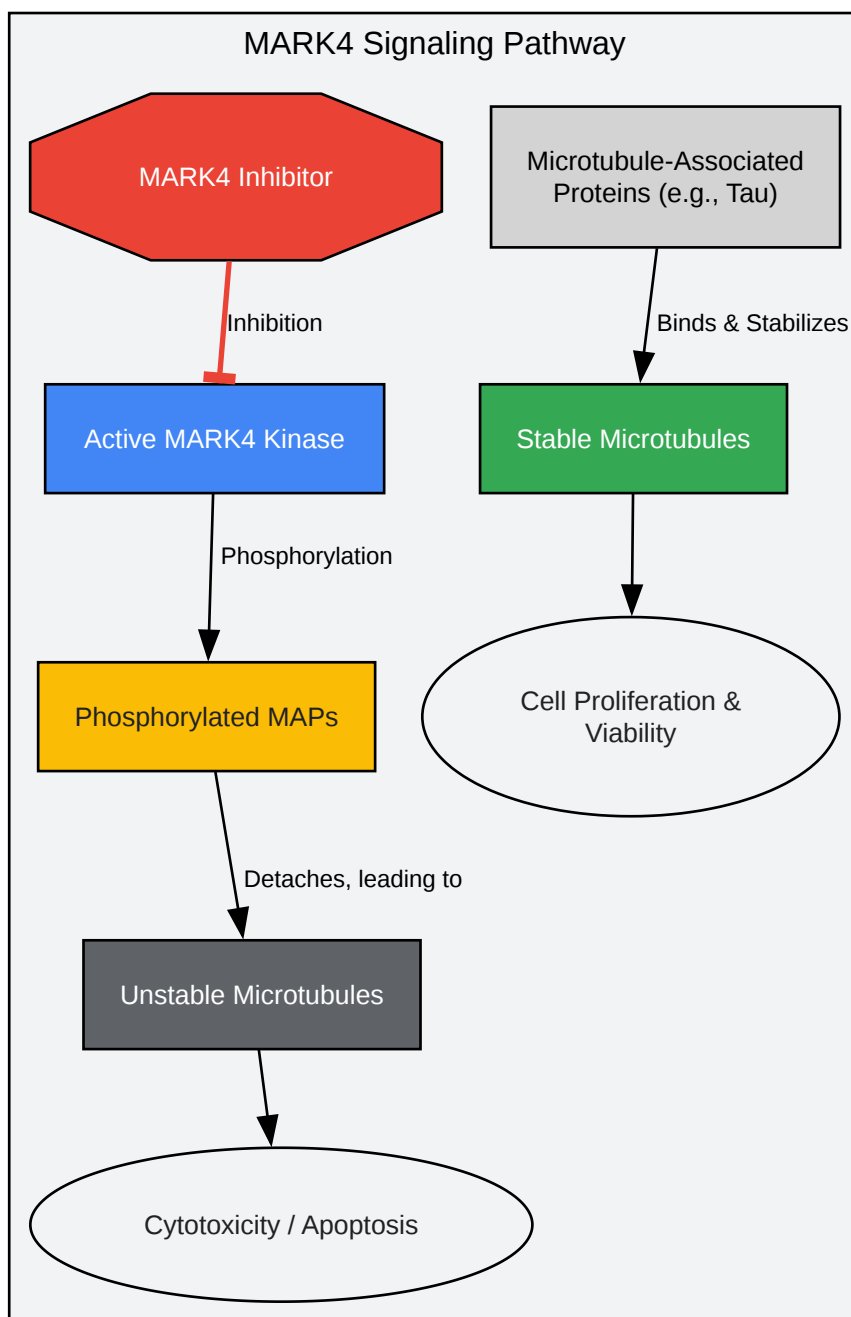 MARK4 Signaling Pathway
MARK4 Inhibitor
Microtubule-Associated
Proteins (e.g., Tau)
Inhibition
Binds & Stabilizes
Active MARK4 Kinase
Stable Microtubules
Phosphorylation
Phosphorylated MAPs
Cell Proliferation &
Viability
Detaches, leading to
Unstable Microtubules
Cytotoxicity / Apoptosis